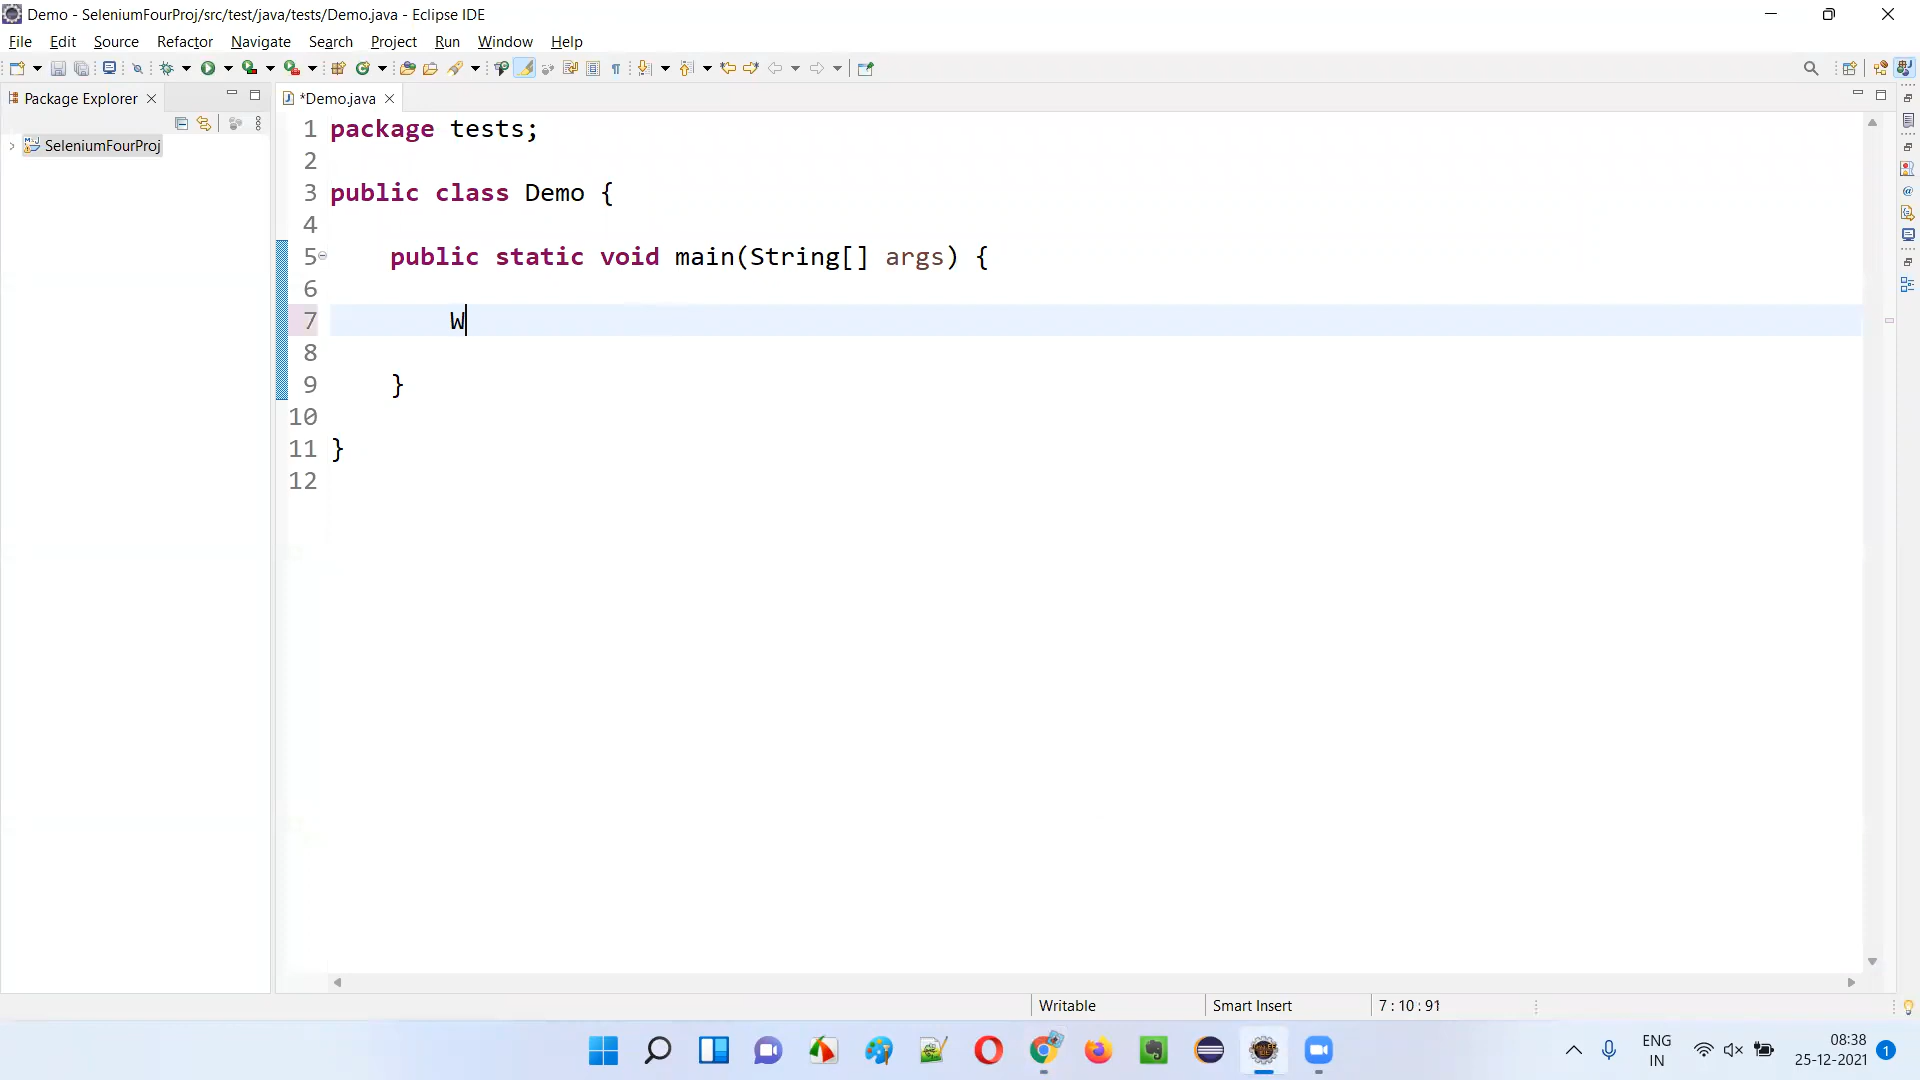 Demo - SeleniumFourProj/src/test/java/tests/Demo.java - Eclipse IDE
File Edit Source Refactor Navigate Search Project Run Window Help
Package Explorer
*Demo.java
SeleniumFourProj
1 package tests;
2
3 public class Demo {
4
5 public static void main(String[] args) {
6
7 W
8
9 }
10
11 }
12
Writable Smart Insert 7 : 10 : 91
ENG
IN
08:38
25-12-2021
1